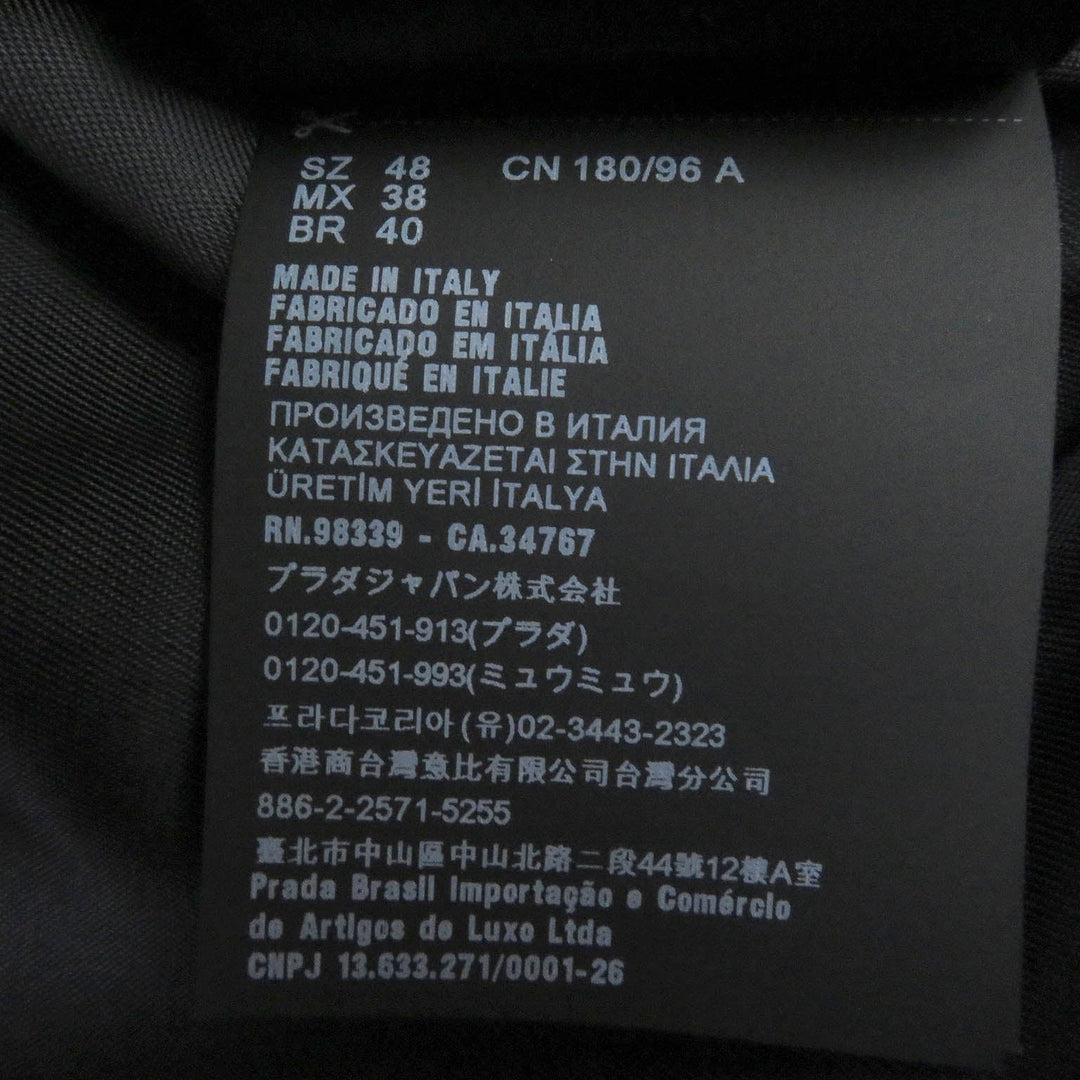 SZ 48 CN 180/96 A
MX 38
BR 40
MADE IN ITALY
FABRICADO EN ITALIA
FABRICADO EM ITÁLIA
FABRIQUÉ EN ITALIE
ПРОИЗВЕДЕНО В ИТАЛИЯ
ΚΑΤΑΣΚΕΥΑΖΕΤΑΙ ΣΤΗΝ ΙΤΑΛΙΑ
ÜRETİM YERİ İTALYA
RN.98339 - CA.34767
プラダジャパン株式会社
0120-451-913(プラダ)
0120-451-993(ミュウミュウ)
프라다코리아(유)02-3443-2323
香港商台灣意比有限公司台灣分公司
886-2-2571-5255
臺北市中山區中山北路二段44號12樓A室
Prada Brasil Importação e Comércio
de Artigos de Luxo Ltda
CNPJ 13.633.271/0001-26